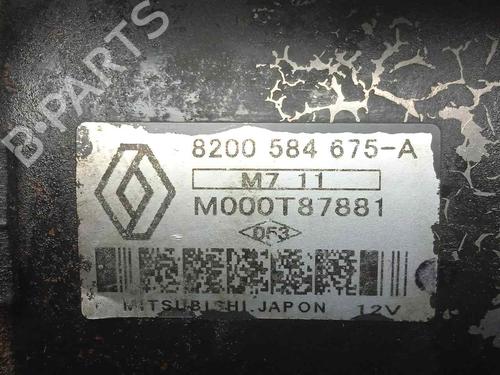 B-PARTS
8200 584 675-A
M7 11
M000T87881
DF3
MITSUBISHI.JAPON 12V